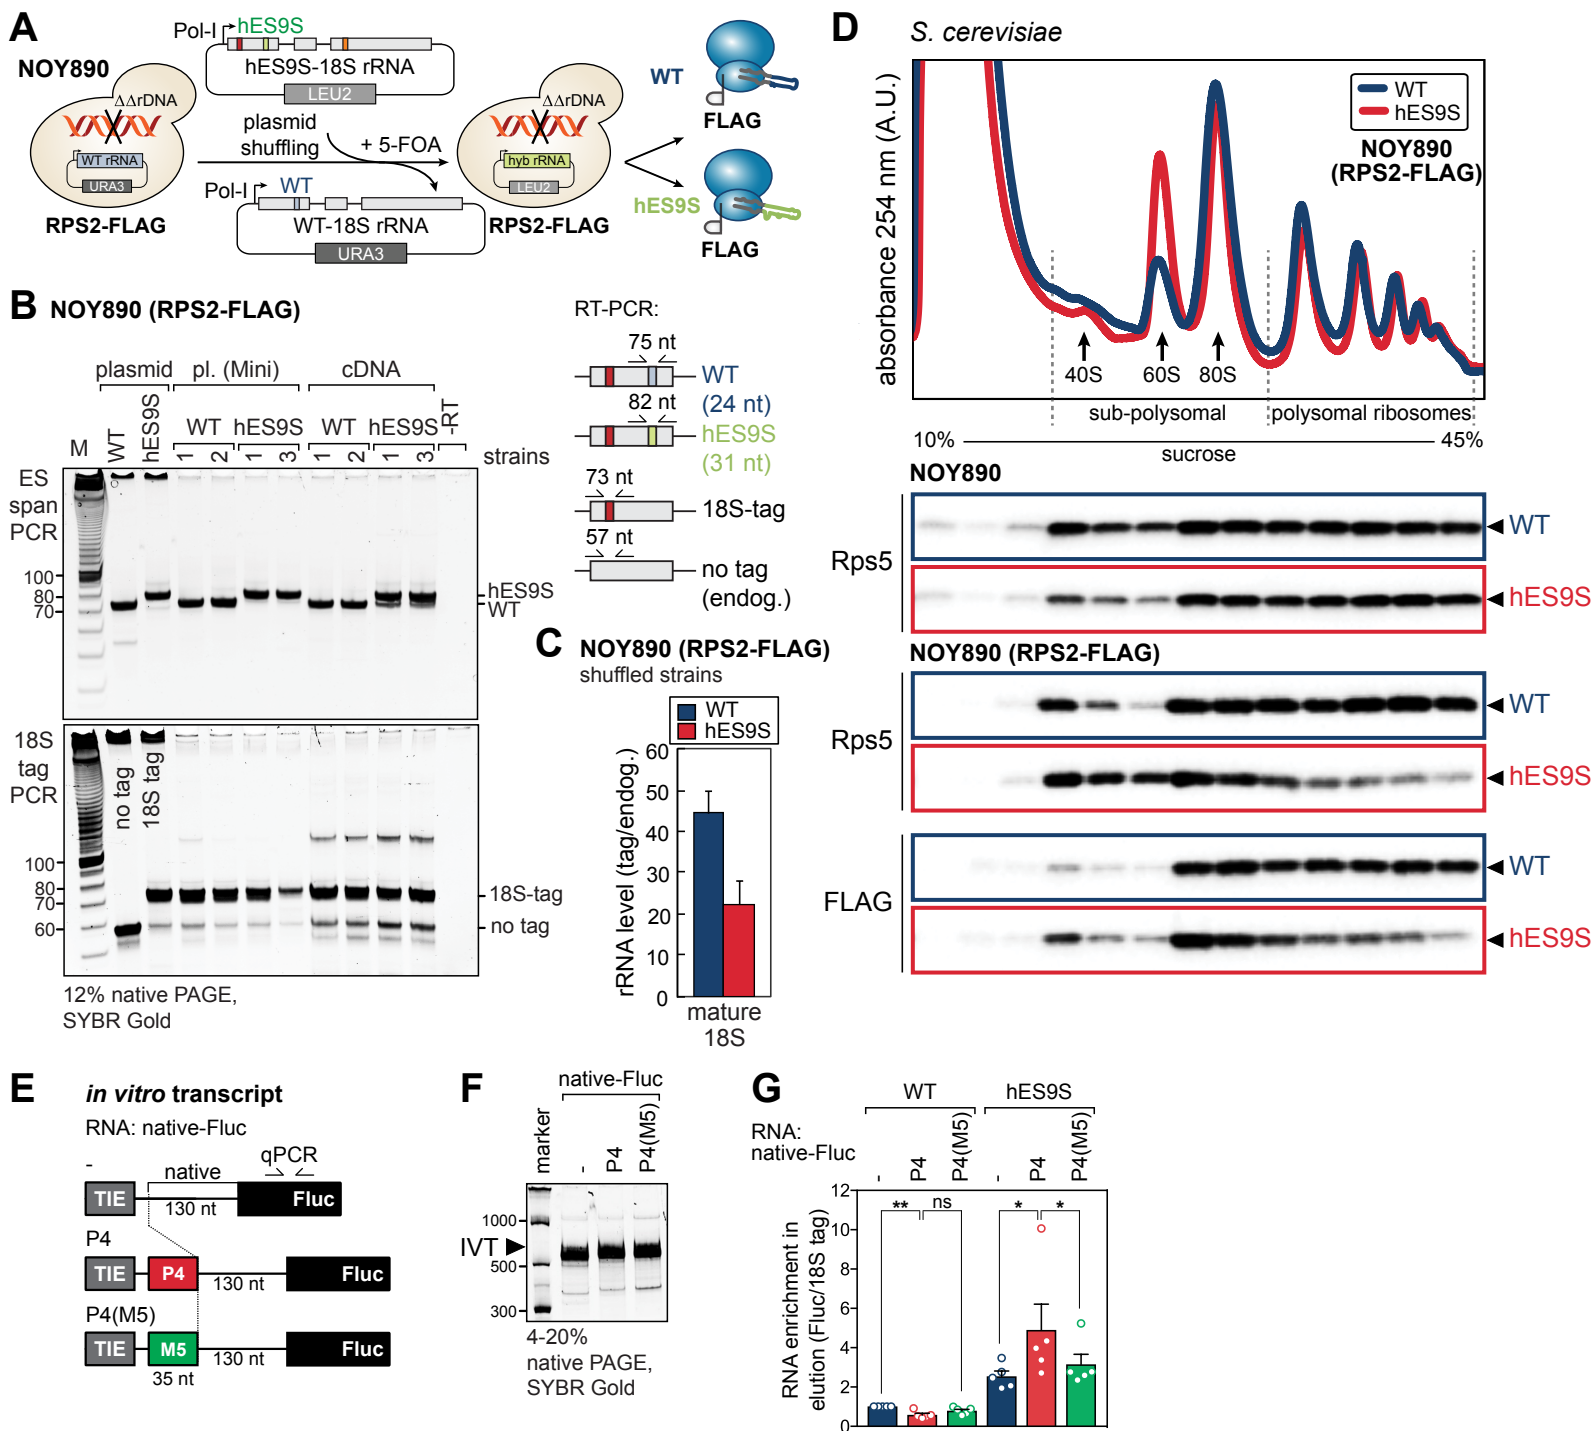 A
NOY890
ΔΔrDNA
WT rRNA
URA3
RPS2-FLAG
Pol-I
hES9S
hES9S-18S rRNA
LEU2
plasmid
shuffling
+ 5-FOA
Pol-I
WT
WT-18S rRNA
URA3
ΔΔrDNA
hyb rRNA
LEU2
RPS2-FLAG
WT
FLAG
hES9S
FLAG
B NOY890 (RPS2-FLAG)
plasmid
pl. (Mini)
cDNA
M
WT
hES9S
WT
hES9S
WT
hES9S
-RT
1
2
1
3
1
2
1
3
strains
ES
span
PCR
100
80
70
hES9S
WT
18S
tag
PCR
no tag
18S tag
100
80
70
60
18S-tag
no tag
12% native PAGE,
SYBR Gold
RT-PCR:
75 nt
WT
(24 nt)
82 nt
hES9S
(31 nt)
73 nt
18S-tag
57 nt
no tag
(endog.)
C NOY890 (RPS2-FLAG)
shuffled strains
WT
hES9S
rRNA level (tag/endog.)
60
50
40
30
20
10
0
mature
18S
D
S. cerevisiae
absorbance 254 nm (A.U.)
WT
hES9S
NOY890
(RPS2-FLAG)
40S
60S
80S
sub-polysomal
polysomal ribosomes
10%
45%
sucrose
NOY890
Rps5
WT
hES9S
NOY890 (RPS2-FLAG)
Rps5
WT
hES9S
FLAG
WT
hES9S
E
in vitro transcript
RNA: native-Fluc
-
native
qPCR
TIE
130 nt
Fluc
P4
TIE
P4
130 nt
Fluc
P4(M5)
TIE
M5
130 nt
Fluc
35 nt
F
native-Fluc
marker
-
P4
P4(M5)
1000
IVT
500
300
4-20%
native PAGE,
SYBR Gold
G
WT
hES9S
RNA:
native-Fluc
-
P4
P4(M5)
-
P4
P4(M5)
RNA enrichment in
elution (Fluc/18S tag)
12
10
8
6
4
2
0
**
ns
*
*